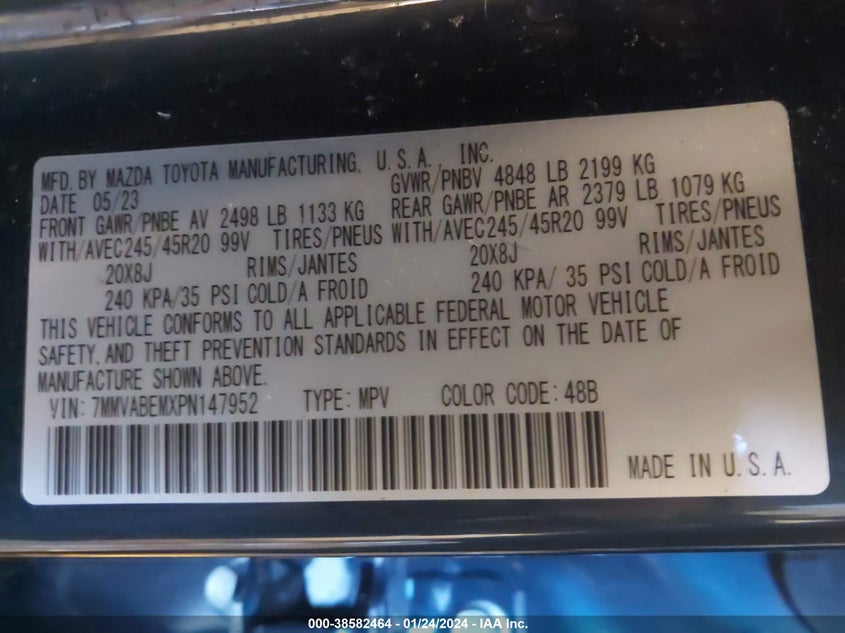 MFD. BY MAZDA TOYOTA MANUFACTURING, U.S.A., INC.
DATE 05/23 GVWR/PNBV 4848 LB 2199 KG
FRONT GAWR/PNBE AV 2498 LB 1133 KG REAR GAWR/PNBE AR 2379 LB 1079 KG
WITH/AVEC245/45R20 99V TIRES/PNEUS WITH/AVEC245/45R20 99V TIRES/PNEUS
20X8J RIMS/JANTES 20X8J RIMS/JANTES
240 KPA/35 PSI COLD/A FROID 240 KPA/35 PSI COLD/A FROID
THIS VEHICLE CONFORMS TO ALL APPLICABLE FEDERAL MOTOR VEHICLE
SAFETY, AND THEFT PREVENTION STANDARDS IN EFFECT ON THE DATE OF
MANUFACTURE SHOWN ABOVE.
VIN: 7MMVABEMXPN147952 TYPE: MPV COLOR CODE: 48B
MADE IN U.S.A.
000-38582464 - 01/24/2024 - IAA Inc.